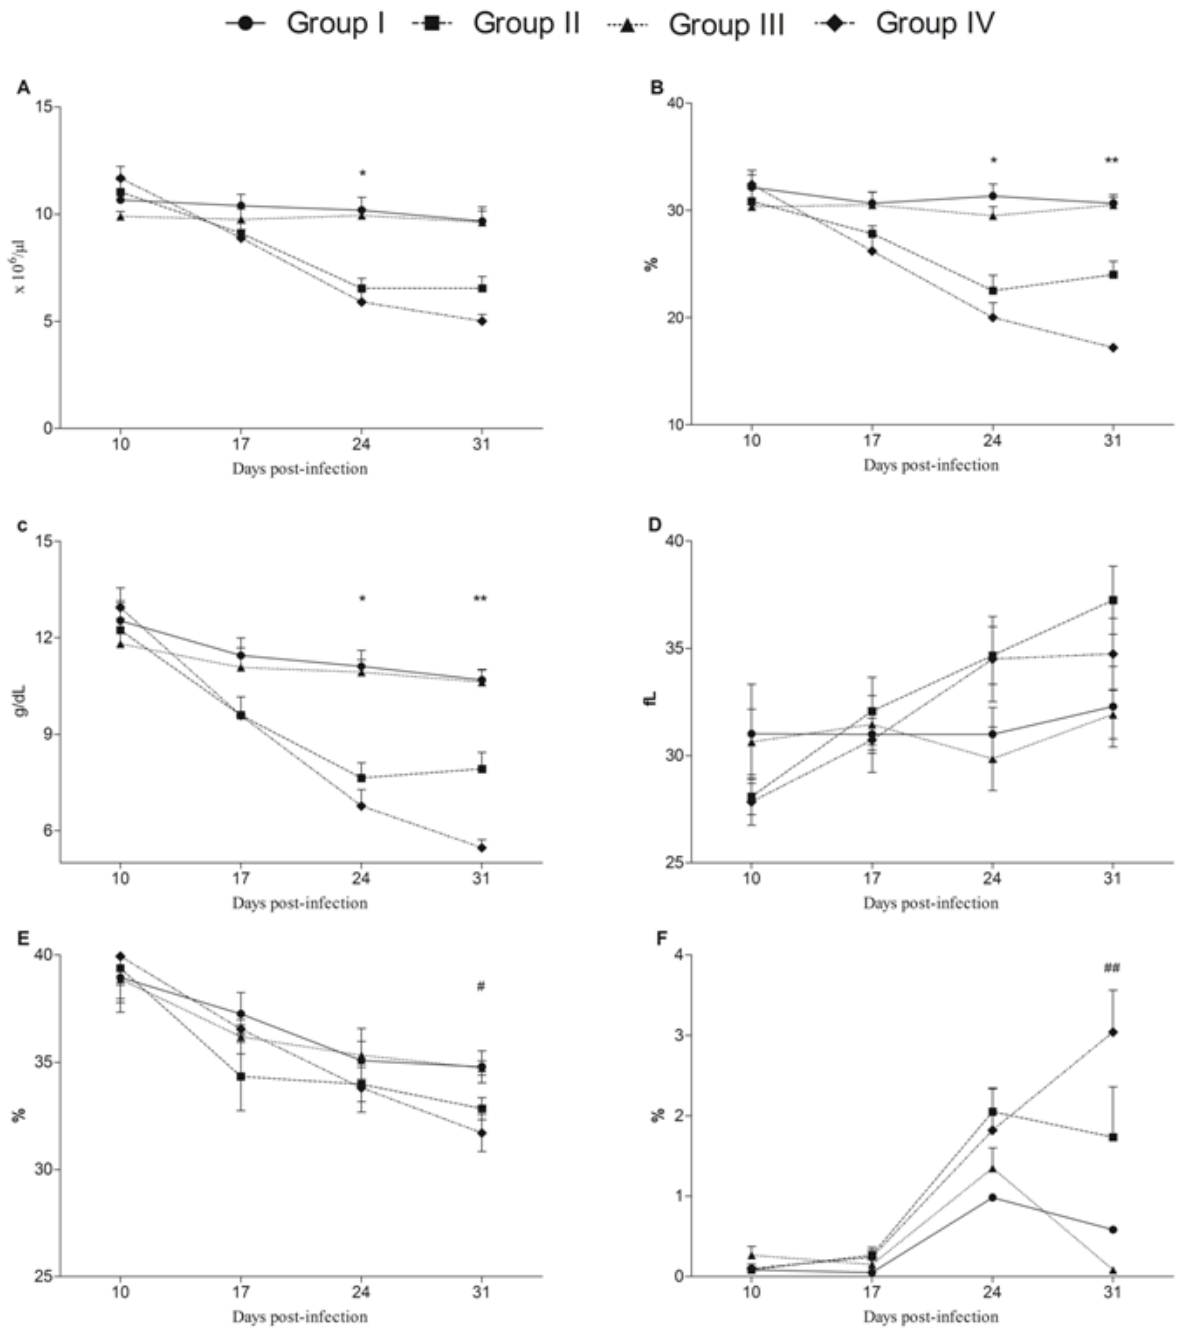 Group I Group II Group III Group IV
A
15
10
5
0
x 10⁶/µl
*
10 17 24 31
Days post-infection
B
40
30
20
10
%
* **
10 17 24 31
Days post-infection
c
15
12
9
6
g/dL
* **
10 17 24 31
Days post-infection
D
40
35
30
25
fL
10 17 24 31
Days post-infection
E
40
35
30
25
%
#
10 17 24 31
Days post-infection
F
4
3
2
1
0
%
##
10 17 24 31
Days post-infection